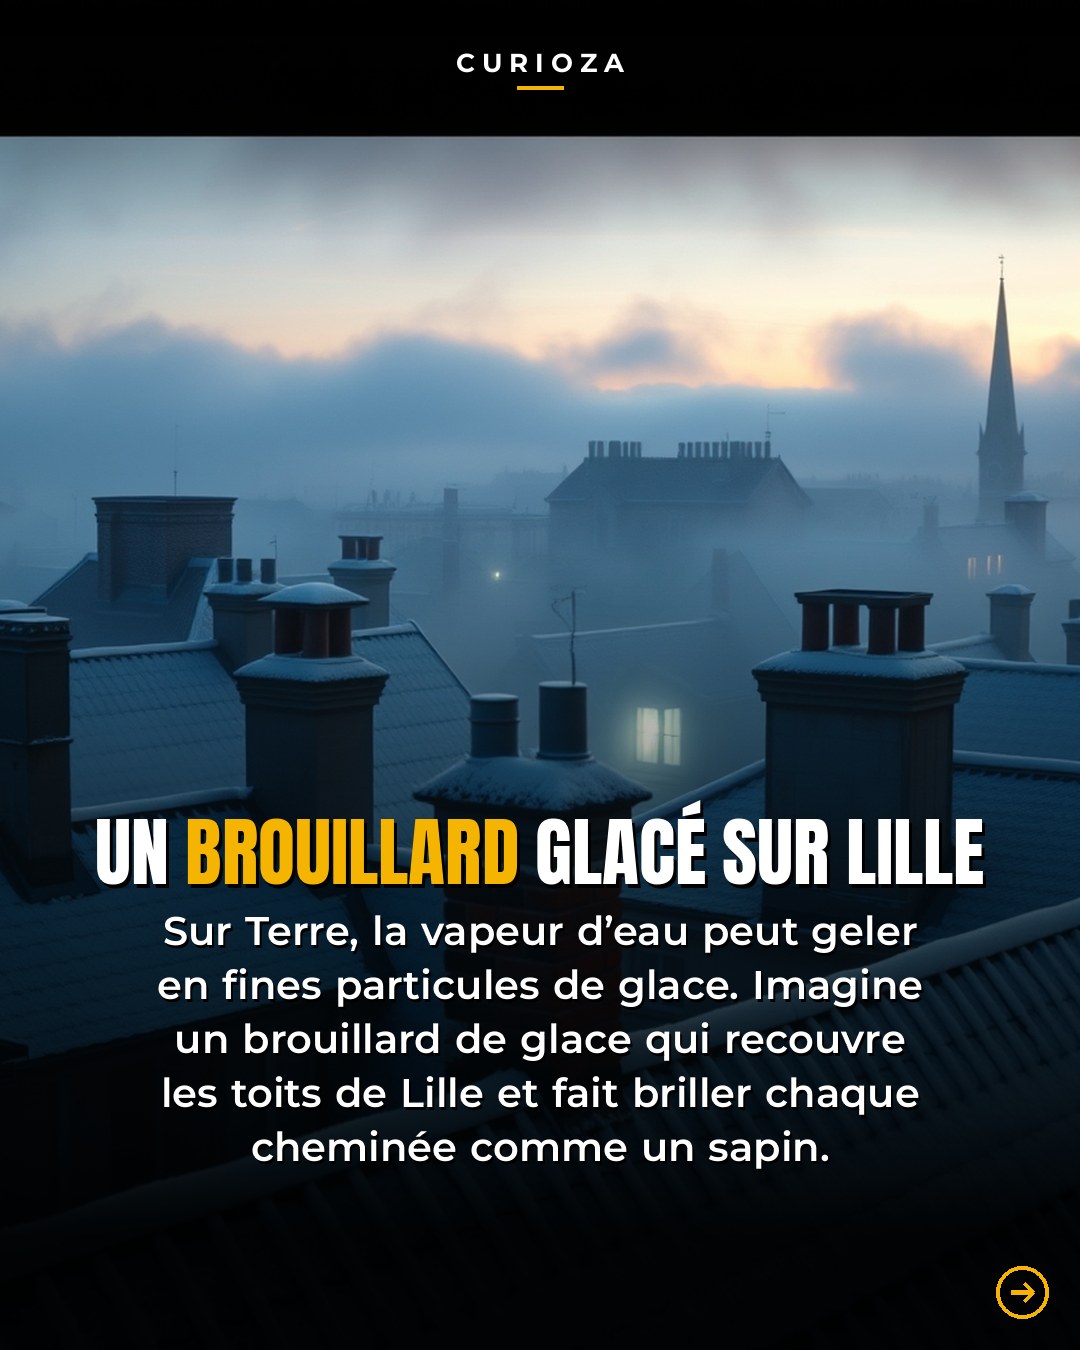 CURIOZA
UN BROUILLARD GLACÉ SUR LILLE
Sur Terre, la vapeur d’eau peut geler
en fines particules de glace. Imagine
un brouillard de glace qui recouvre
les toits de Lille et fait briller chaque
cheminée comme un sapin.